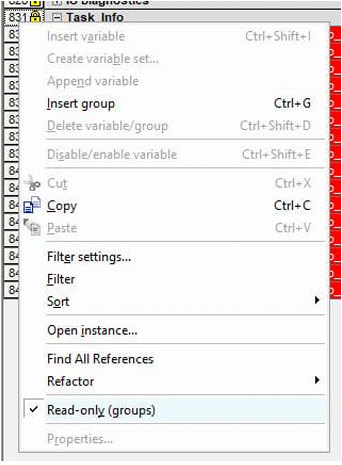 IO diagnostics
831 Task_Info
Insert variable Ctrl+Shift+I
Create variable set...
Append variable
Insert group Ctrl+G
Delete variable/group Ctrl+Shift+D
Disable/enable variable Ctrl+Shift+E
Cut Ctrl+X
Copy Ctrl+C
Paste Ctrl+V
Filter settings...
Filter
Sort
Open instance...
Find All References
Refactor
Read-only (groups)
Properties...